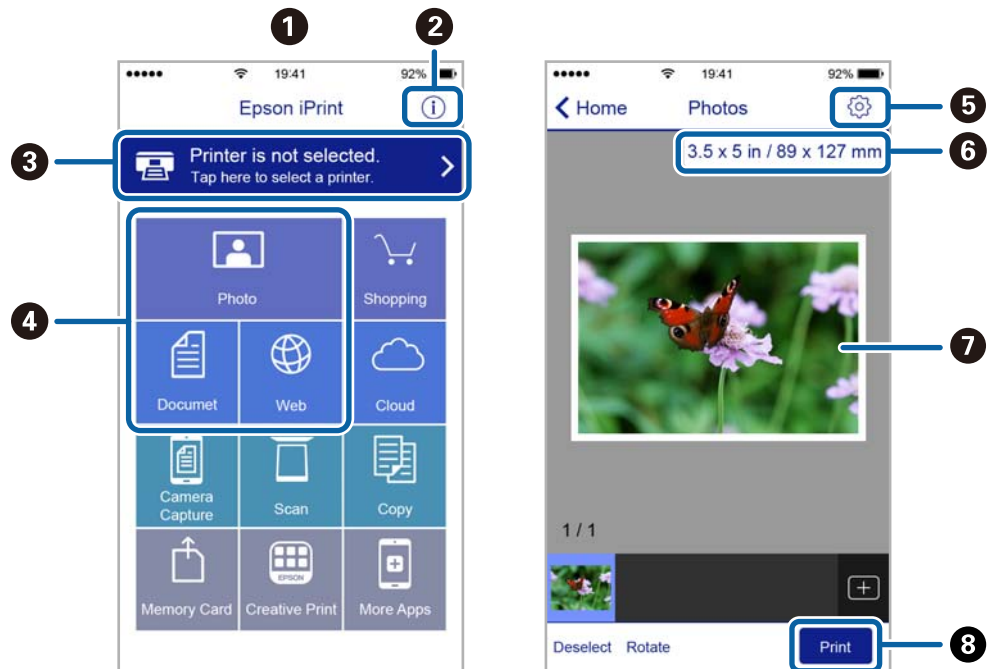 1
2
19:41
92%
Epson iPrint
3
Printer is not selected.
Tap here to select a printer.
4
Photo
Shopping
Documet
Web
Cloud
Camera
Capture
Scan
Copy
EPSON
Memory Card
Creative Print
More Apps
19:41
92%
Home
Photos
5
3.5 x 5 in / 89 x 127 mm
6
7
1 / 1
Deselect
Rotate
Print
8